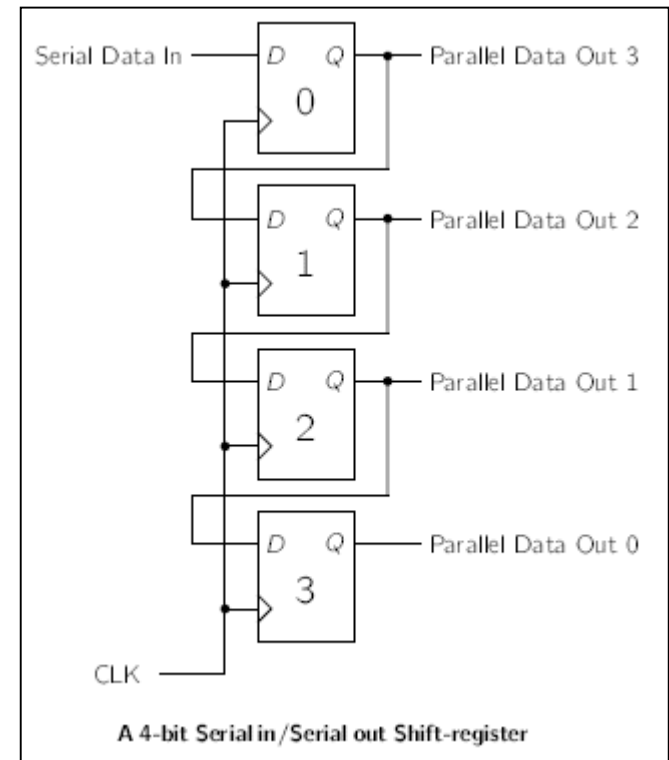 Serial Data In D Q Parallel Data Out 3
0
D Q Parallel Data Out 2
1
D Q Parallel Data Out 1
2
D Q Parallel Data Out 0
3
CLK
A 4-bit Serial in/Serial out Shift-register